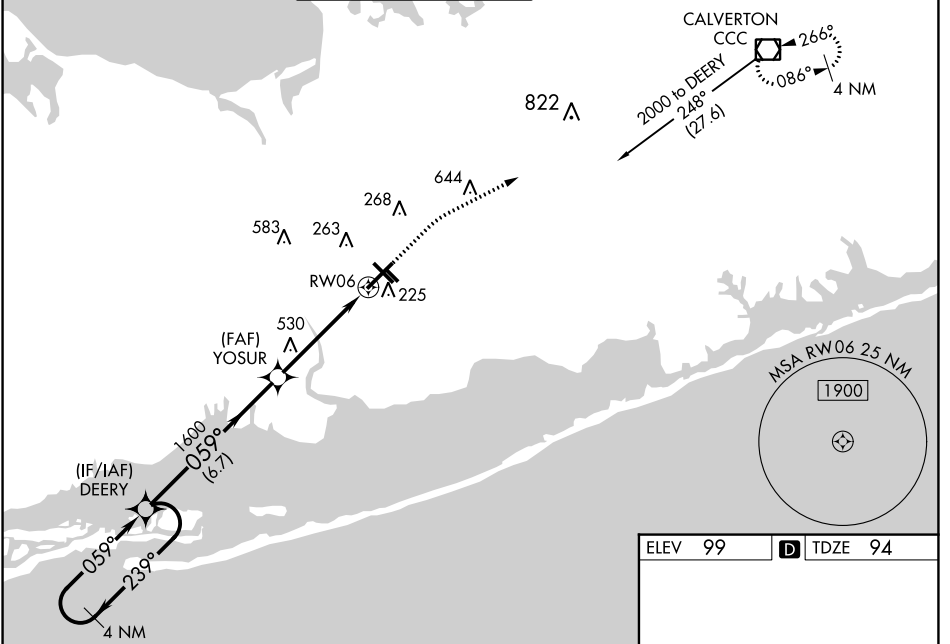 CALVERTON
CCC
266°
086°
4 NM
2000 to DEERY
248°
(27.6)
822
644
268
583
263
RW06
225
530
(FAF)
YOSUR
MSA RW06 25 NM
1900
1600
059°
(6.7)
(IF/IAF)
DEERY
059°
239°
4 NM
ELEV 99 D TDZE 94